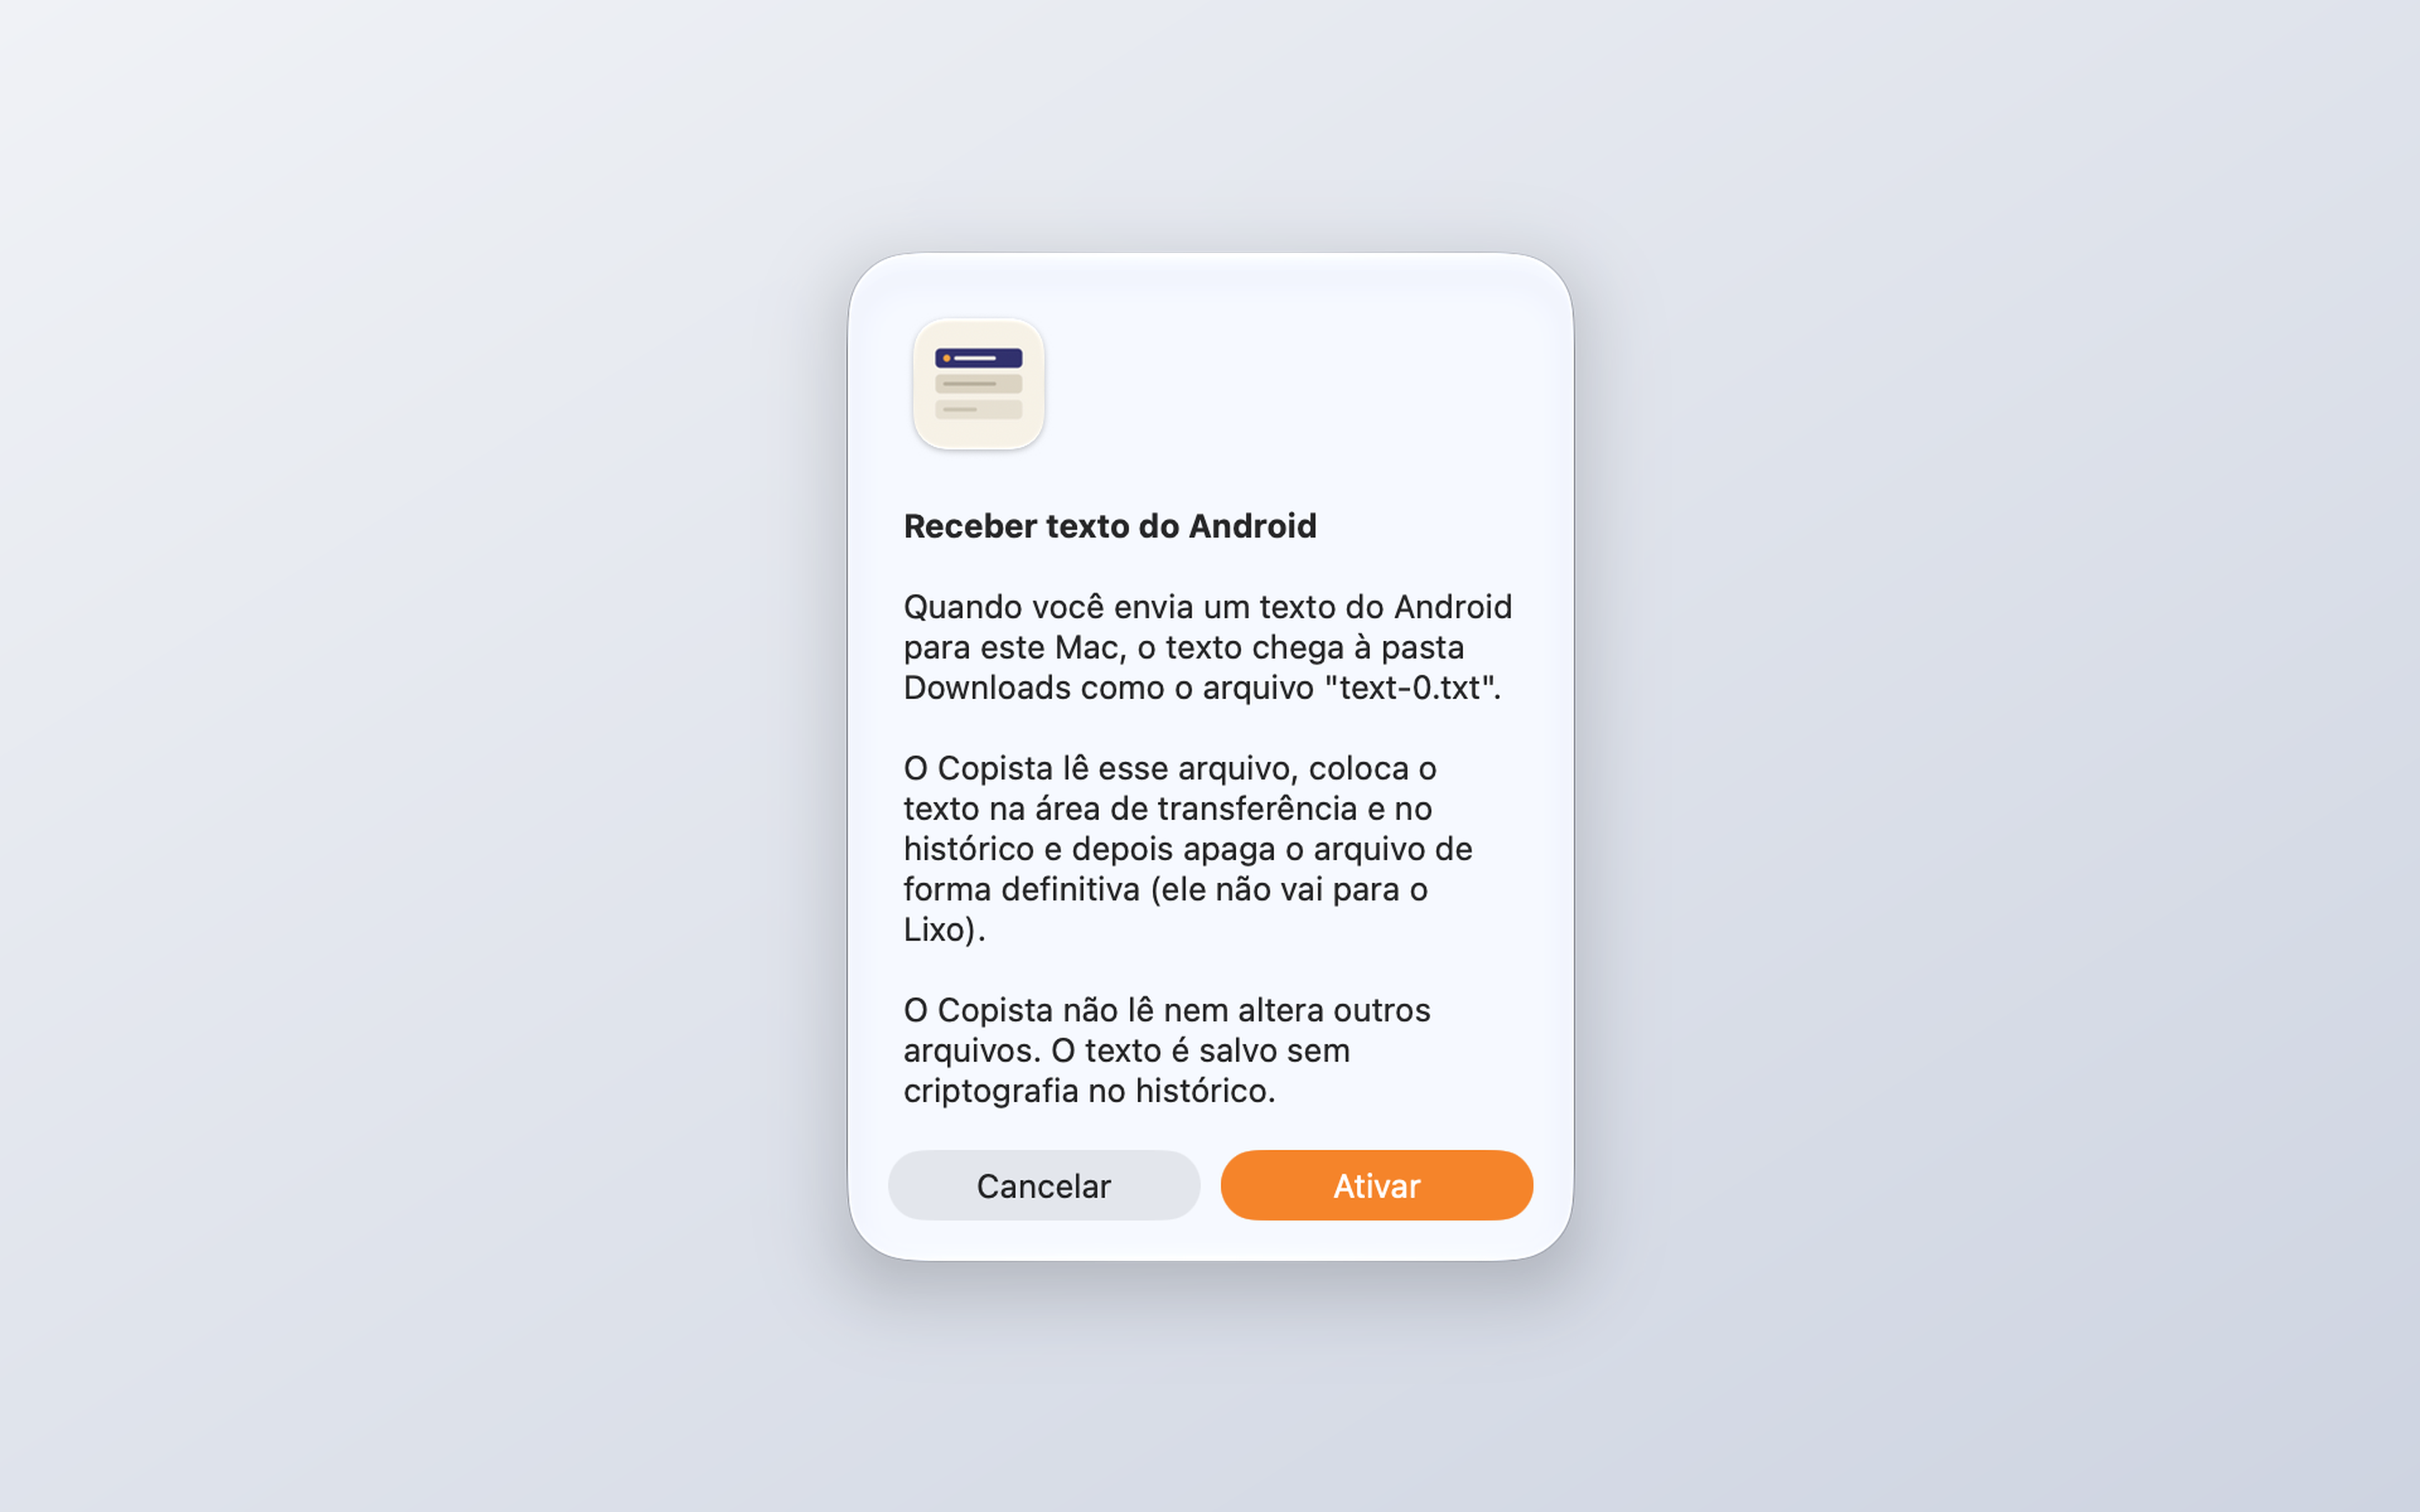 Receber texto do Android
Quando você envia um texto do Android
para este Mac, o texto chega à pasta
Downloads como o arquivo "text-0.txt".
O Copista lê esse arquivo, coloca o
texto na área de transferência e no
histórico e depois apaga o arquivo de
forma definitiva (ele não vai para o
Lixo).
O Copista não lê nem altera outros
arquivos. O texto é salvo sem
criptografia no histórico.
Cancelar
Ativar